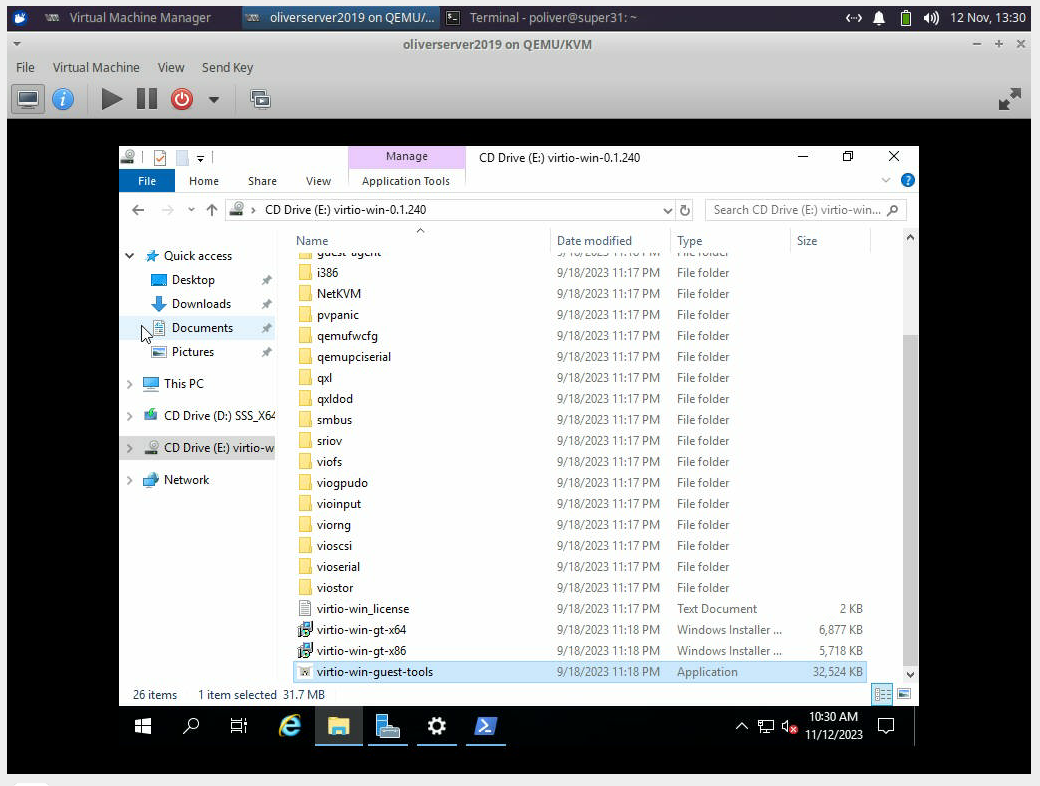 Virtual Machine Manager
oliverserver2019 on QEMU/...
Terminal - poliver@super31: ~
12 Nov, 13:30
oliverserver2019 on QEMU/KVM
File Virtual Machine View Send Key
Manage
CD Drive (E:) virtio-win-0.1.240
File Home Share View Application Tools
CD Drive (E:) virtio-win-0.1.240
Search CD Drive (E:) virtio-win...
Quick access
Desktop
Downloads
Documents
Pictures
This PC
CD Drive (D:) SSS_X64
CD Drive (E:) virtio-w
Network
Name Date modified Type Size
guest-agent 9/18/2023 11:17 PM File folder
i386 9/18/2023 11:17 PM File folder
NetKVM 9/18/2023 11:17 PM File folder
pvpanic 9/18/2023 11:17 PM File folder
qemufwcfg 9/18/2023 11:17 PM File folder
qemupciserial 9/18/2023 11:17 PM File folder
qxl 9/18/2023 11:17 PM File folder
qxldod 9/18/2023 11:17 PM File folder
smbus 9/18/2023 11:17 PM File folder
sriov 9/18/2023 11:17 PM File folder
viofs 9/18/2023 11:17 PM File folder
viogpudo 9/18/2023 11:17 PM File folder
vioinput 9/18/2023 11:17 PM File folder
viorng 9/18/2023 11:17 PM File folder
vioscsi 9/18/2023 11:17 PM File folder
vioserial 9/18/2023 11:17 PM File folder
viostor 9/18/2023 11:17 PM File folder
virtio-win_license 9/18/2023 11:17 PM Text Document 2 KB
virtio-win-gt-x64 9/18/2023 11:18 PM Windows Installer ... 6,877 KB
virtio-win-gt-x86 9/18/2023 11:18 PM Windows Installer ... 5,718 KB
virtio-win-guest-tools 9/18/2023 11:18 PM Application 32,524 KB
26 items 1 item selected 31.7 MB
10:30 AM
11/12/2023